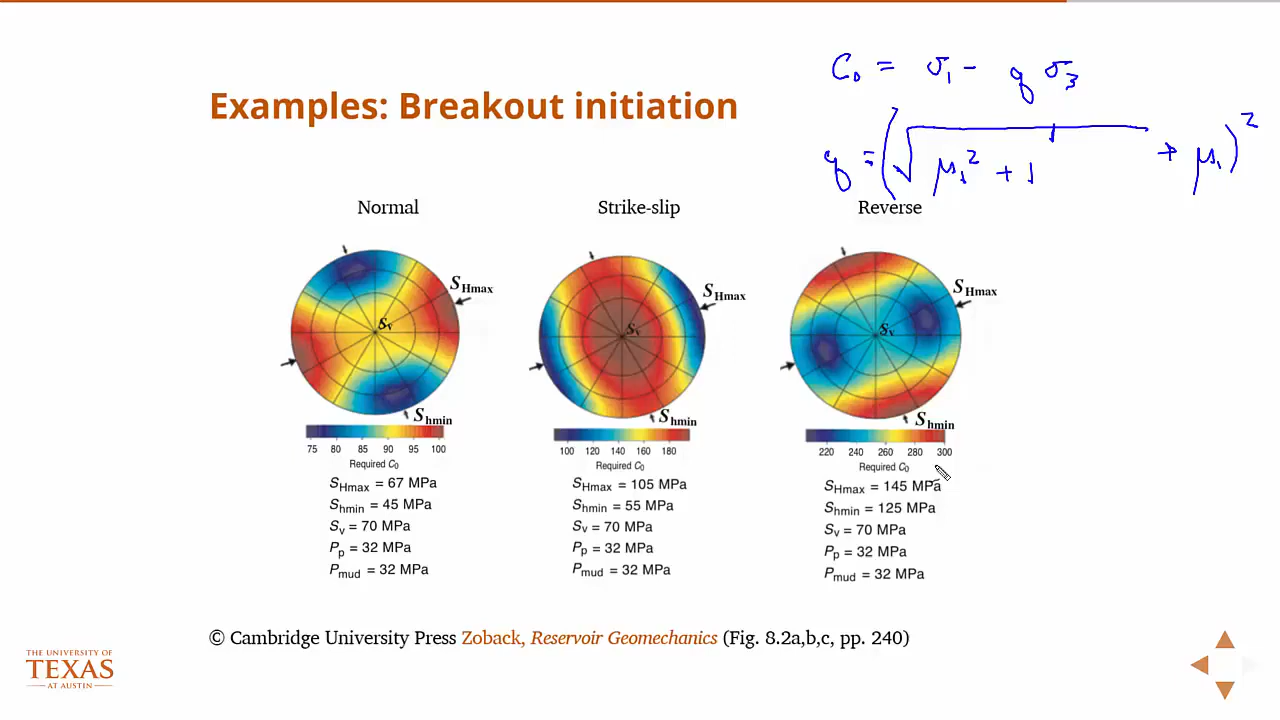 C₀ = σ₁ - q σ₃
Examples: Breakout initiation
q = (√(μ₁² + 1) + μ₁)²
Normal
Strike-slip
Reverse
SHmax
Sv
Shmin
75 80 85 90 95 100
Required C0
SHmax = 67 MPa
Shmin = 45 MPa
Sv = 70 MPa
Pp = 32 MPa
Pmud = 32 MPa
SHmax
Sv
Shmin
100 120 140 160 180
Required C0
SHmax = 105 MPa
Shmin = 55 MPa
Sv = 70 MPa
Pp = 32 MPa
Pmud = 32 MPa
SHmax
Sv
Shmin
220 240 260 280 300
Required C0
SHmax = 145 MPa
Shmin = 125 MPa
Sv = 70 MPa
Pp = 32 MPa
Pmud = 32 MPa
© Cambridge University Press Zoback, Reservoir Geomechanics (Fig. 8.2a,b,c, pp. 240)
THE UNIVERSITY OF
TEXAS
AT AUSTIN